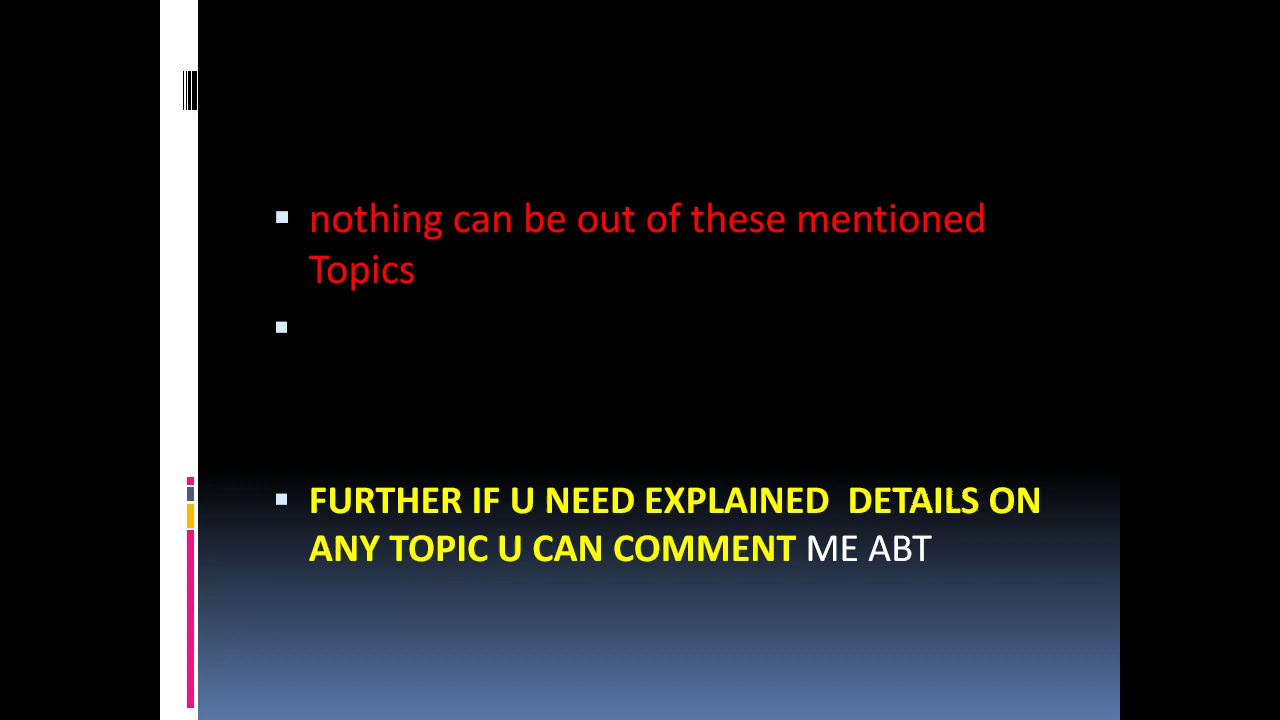 nothing can be out of these mentioned
Topics
FURTHER IF U NEED EXPLAINED  DETAILS ON
ANY TOPIC U CAN COMMENT ME ABT